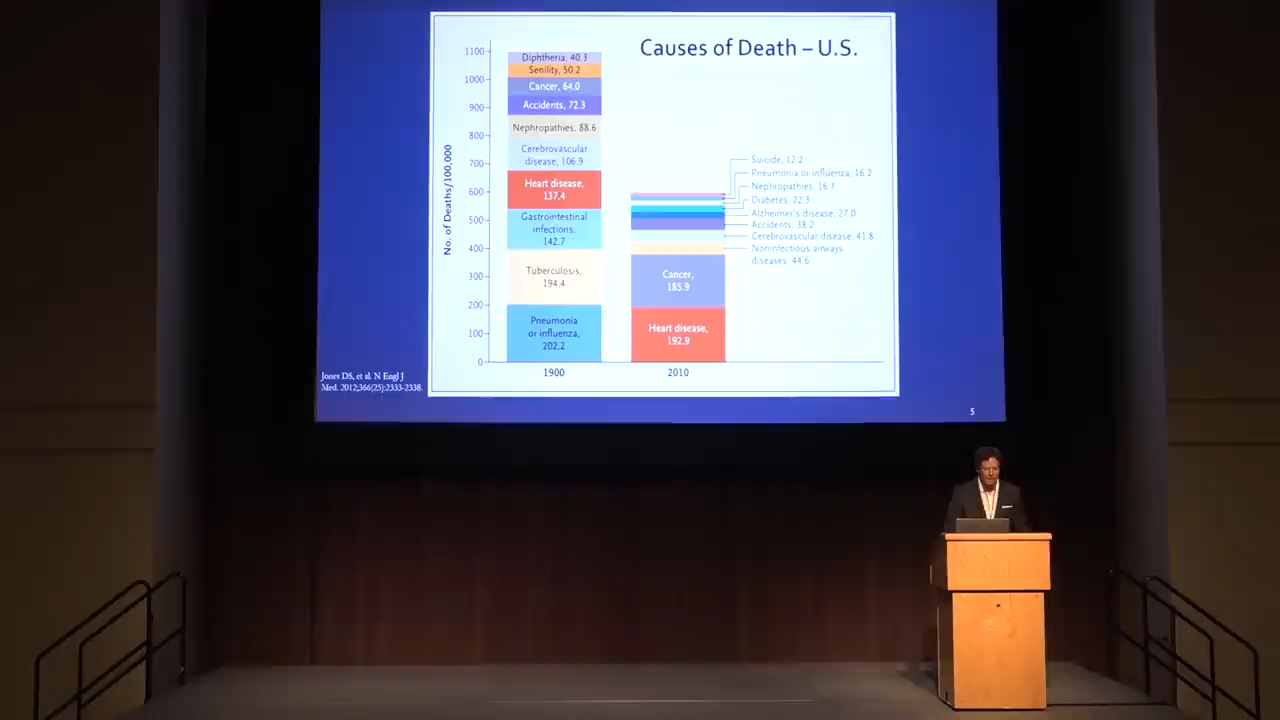 Causes of Death – U.S.
No. of Deaths/100,000
1100
1000
900
800
700
600
500
400
300
200
100
0
Diphtheria, 40.3
Senility, 50.2
Cancer, 64.0
Accidents, 72.3
Nephropathies, 88.6
Cerebrovascular
disease, 106.9
Heart disease,
137.4
Gastrointestinal
infections,
142.7
Tuberculosis,
194.4
Pneumonia
or influenza,
202.2
1900
Suicide, 12.2
Pneumonia or influenza, 16.2
Nephropathies, 16.3
Diabetes, 22.3
Alzheimer's disease, 27.0
Accidents, 38.2
Cerebrovascular disease, 41.8
Noninfectious airways
diseases, 44.6
Cancer,
185.9
Heart disease,
192.9
2010
Jones DS, et al. N Engl J
Med. 2012;366(25):2333-2338.
5